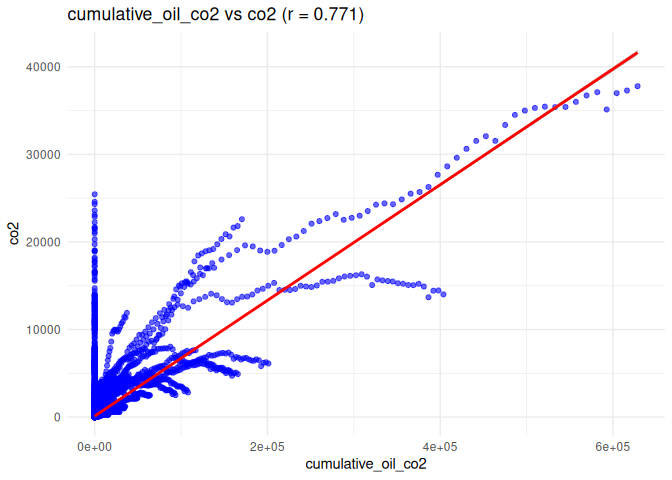 cumulative_oil_co2 vs co2 (r = 0.771)
40000
30000
20000
10000
0
co2
0e+00
2e+05
4e+05
6e+05
cumulative_oil_co2